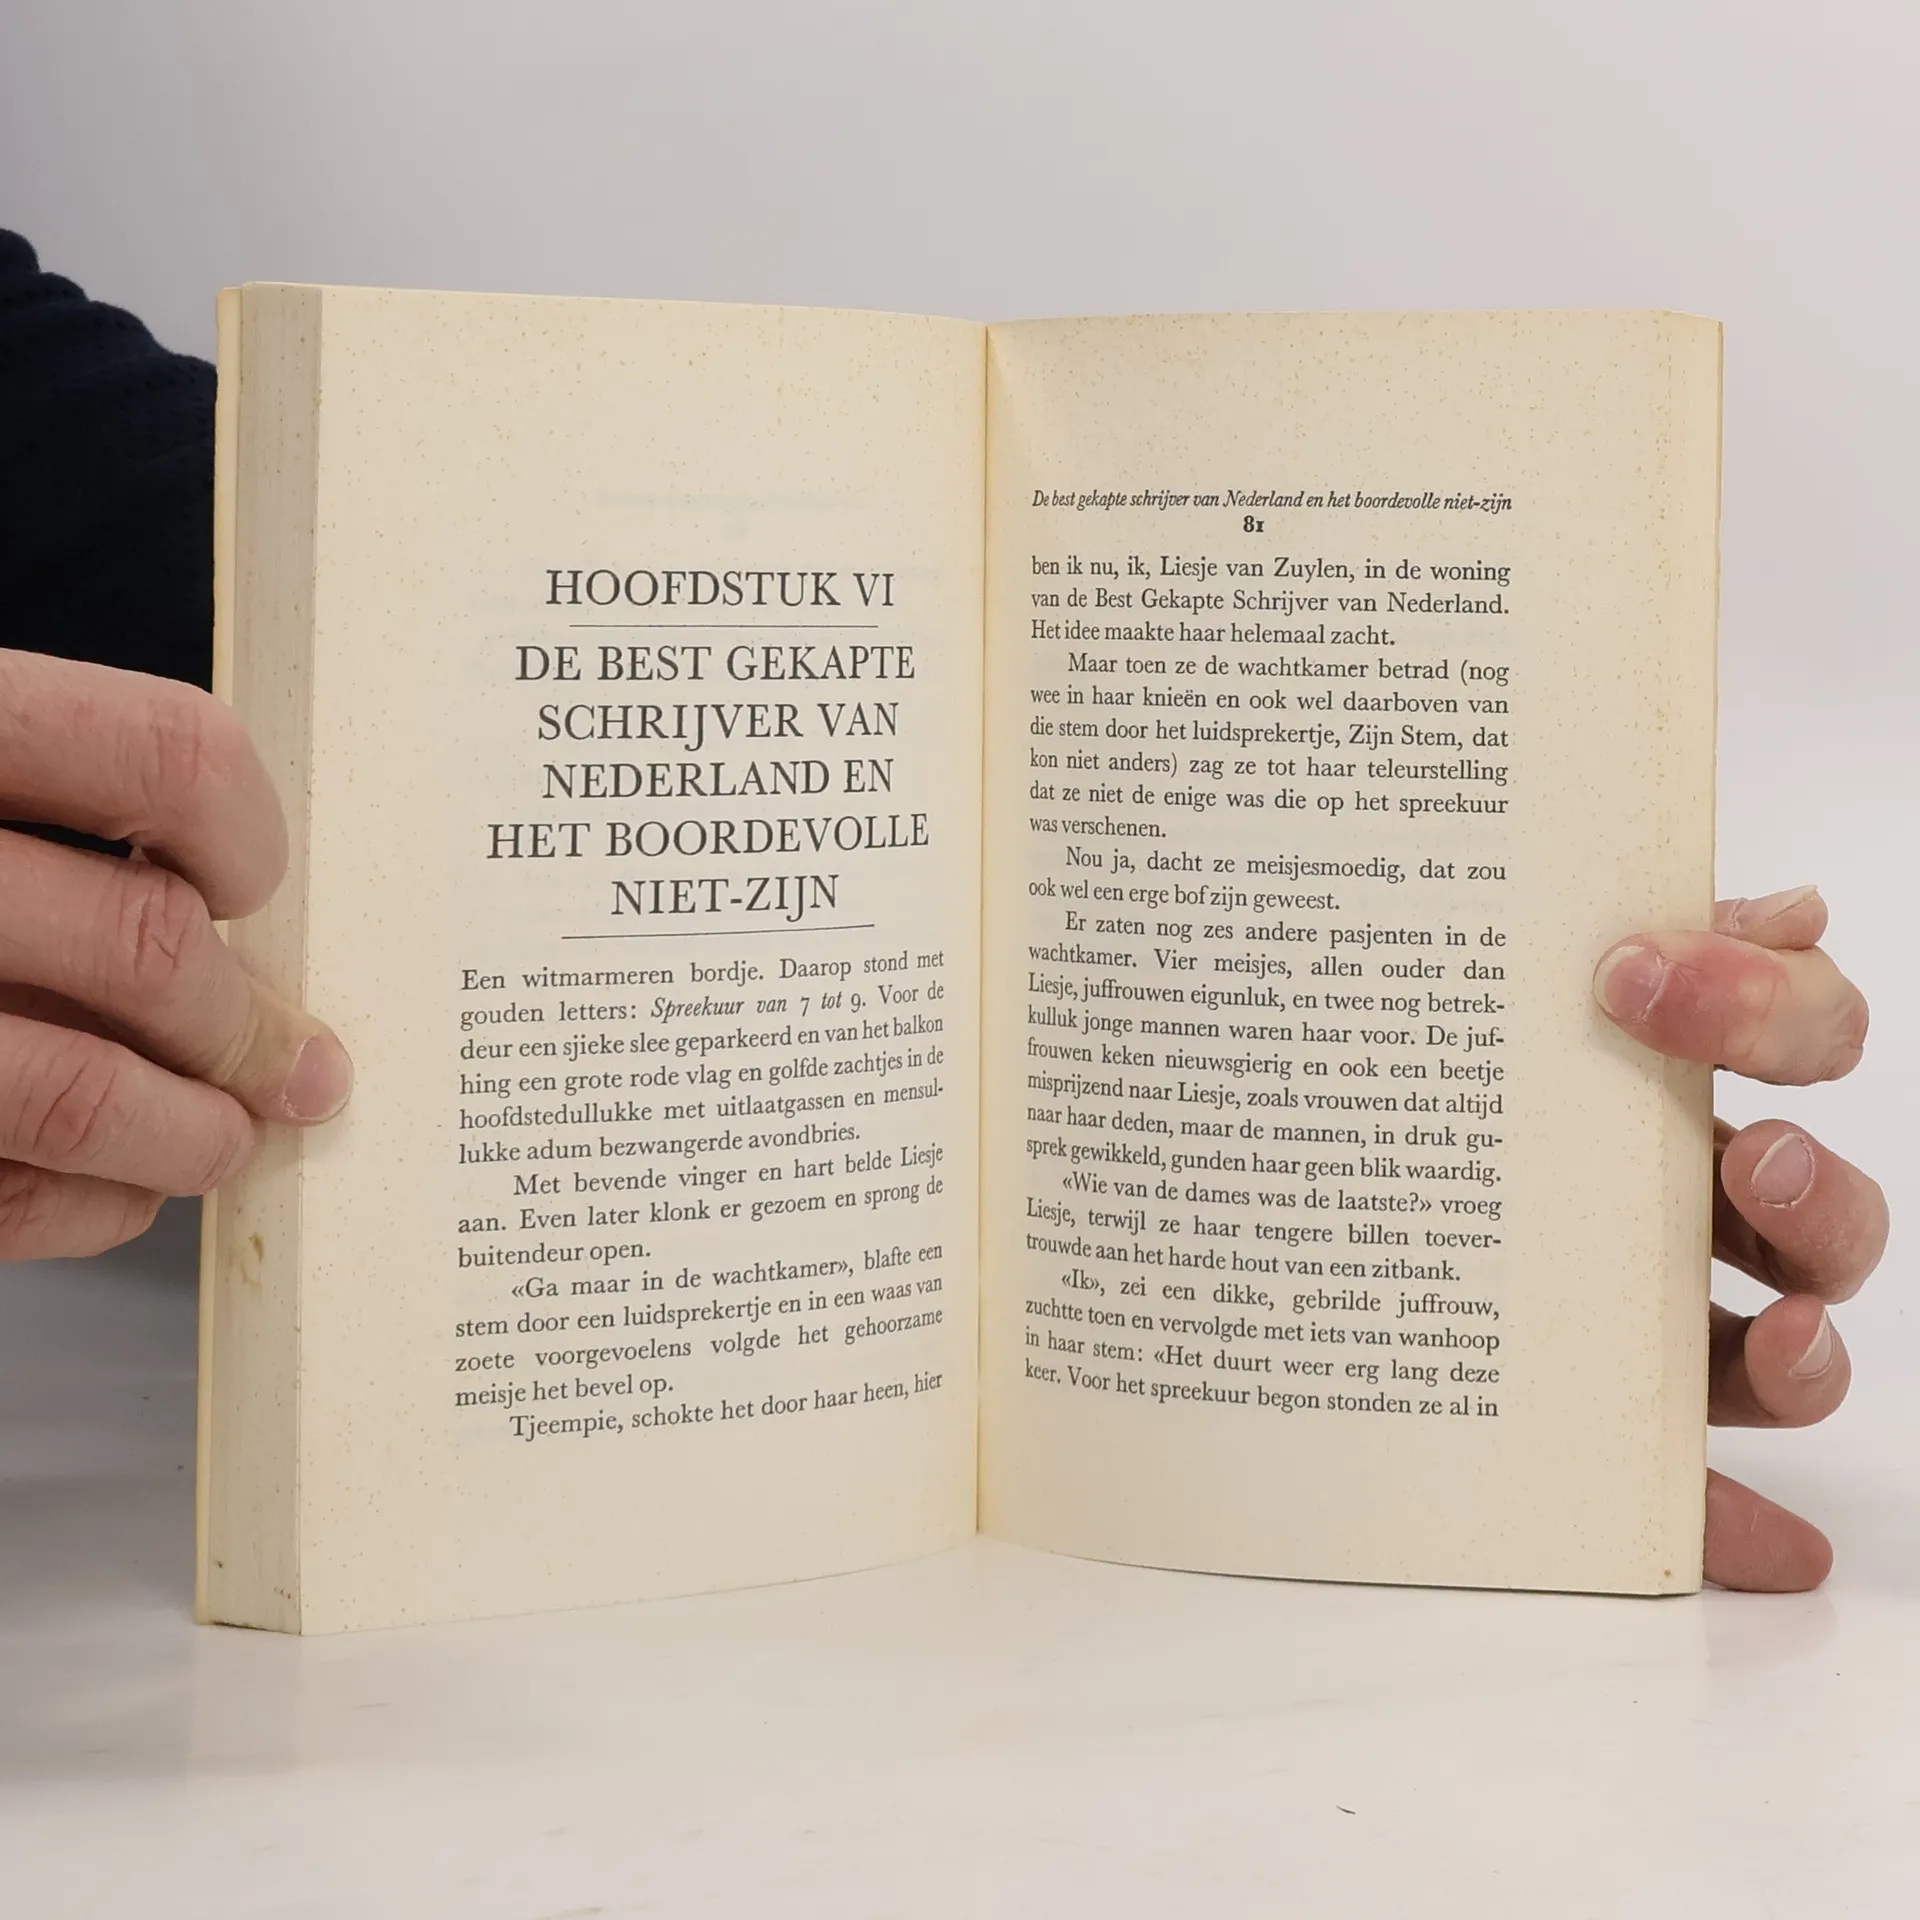 HOOFDSTUK VI
DE BEST GEKAPTE
SCHRIJVER VAN
NEDERLAND EN
HET BOORDEVOLLE
NIET-ZIJN
Een witmarmeren bordje. Daarop stond met
gouden letters: Spreekuur van 7 tot 9. Voor de
deur een sjieke slee geparkeerd en van het balkon
hing een grote rode vlag en golfde zachtjes in de
hoofdstedullukke met uitlaatgassen en mensul-
lukke adum bezwangerde avondbries.
Met bevende vinger en hart belde Liesje
aan. Even later klonk er gezoem en sprong de
buitendeur open.
«Ga maar in de wachtkamer», blafte een
stem door een luidsprekertje en in een waas van
zoete voorgevoelens volgde het gehoorzame
meisje het bevel op.
Tjeempie, schokte het door haar heen, hier
De best gekapte schrijver van Nederland en het boordevolle niet-zijn
81
ben ik nu, ik, Liesje van Zuylen, in de woning
van de Best Gekapte Schrijver van Nederland.
Het idee maakte haar helemaal zacht.
Maar toen ze de wachtkamer betrad (nog
wee in haar knieën en ook wel daarboven van
die stem door het luidsprekertje, Zijn Stem, dat
kon niet anders) zag ze tot haar teleurstelling
dat ze niet de enige was die op het spreekuur
was verschenen.
Nou ja, dacht ze meisjesmoedig, dat zou
ook wel een erge bof zijn geweest.
Er zaten nog zes andere pasjenten in de
wachtkamer. Vier meisjes, allen ouder dan
Liesje, juffrouwen eigunluk, en twee nog betrek-
kulluk jonge mannen waren haar voor. De juf-
frouwen keken nieuwsgierig en ook een beetje
misprijzend naar Liesje, zoals vrouwen dat altijd
naar haar deden, maar de mannen, in druk gu-
sprek gewikkeld, gunden haar geen blik waardig.
«Wie van de dames was de laatste?» vroeg
Liesje, terwijl ze haar tengere billen toever-
trouwde aan het harde hout van een zitbank.
«Ik», zei een dikke, gebrilde juffrouw,
zuchtte toen en vervolgde met iets van wanhoop
in haar stem: «Het duurt weer erg lang deze
keer. Voor het spreekuur begon stonden ze al in